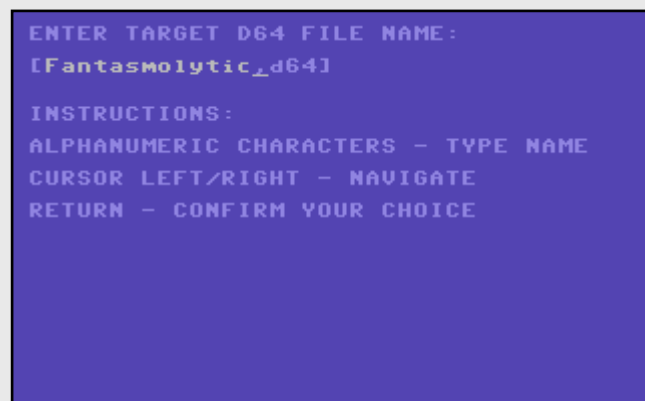 ENTER TARGET D64 FILE NAME:
[Fantasmolytic_.d64]
INSTRUCTIONS:
ALPHANUMERIC CHARACTERS - TYPE NAME
CURSOR LEFT/RIGHT - NAVIGATE
RETURN - CONFIRM YOUR CHOICE